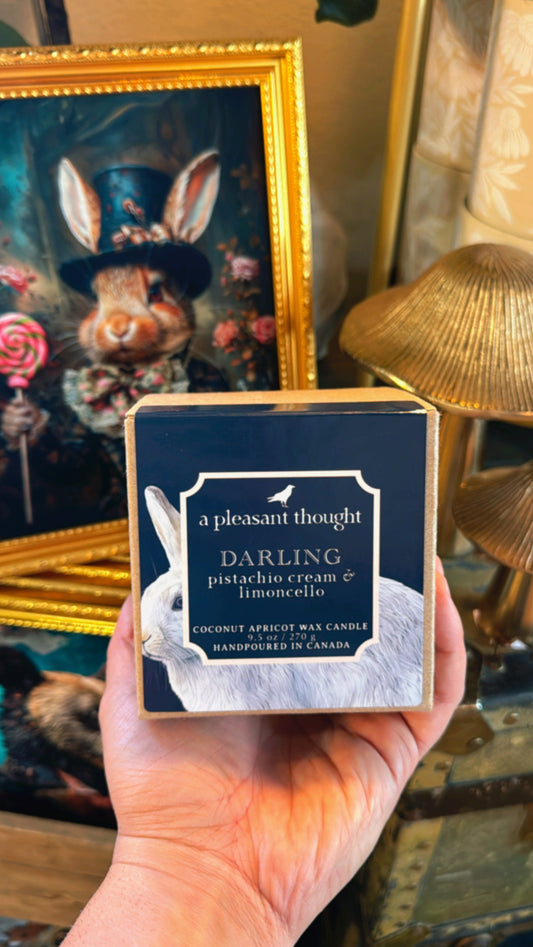 a pleasant thought
DARLING
pistachio cream &
limoncello
COCONUT APRICOT WAX CANDLE
9.5 oz / 270 g
HANDPOURED IN CANADA